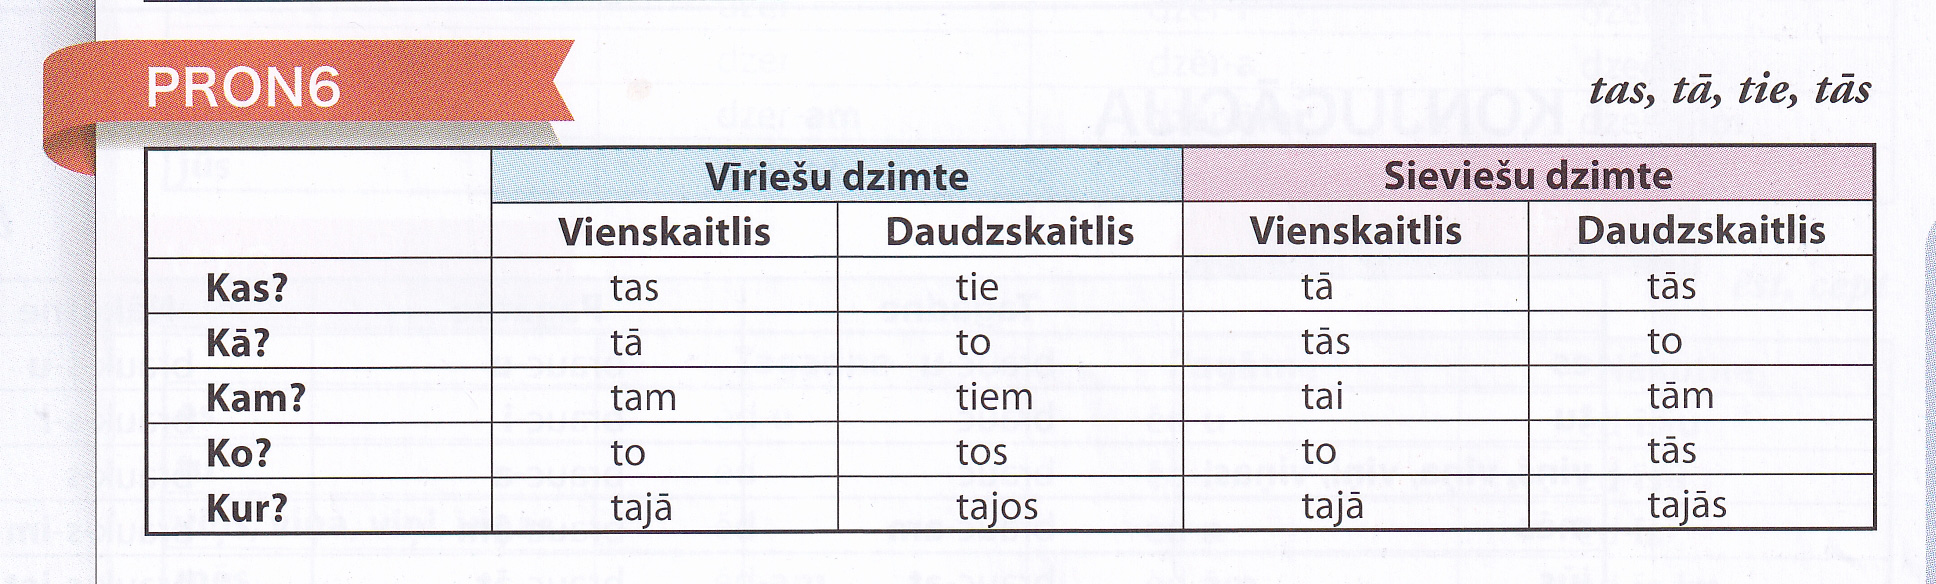 PRON6
tas, tā, tie, tās
Vīriešu dzimte Sieviešu dzimte
Vienskaitlis Daudzskaitlis Vienskaitlis Daudzskaitlis
Kas? tas tie tā tās
Kā? tā to tās to
Kam? tam tiem tai tām
Ko? to tos to tās
Kur? tajā tajos tajā tajās